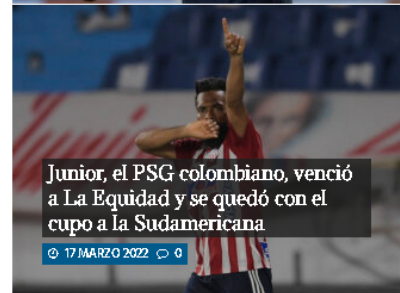 Junior, el PSG colombiano, venció
a La Equidad y se quedó con el
cupo a la Sudamericana
17 MARZO 2022 0